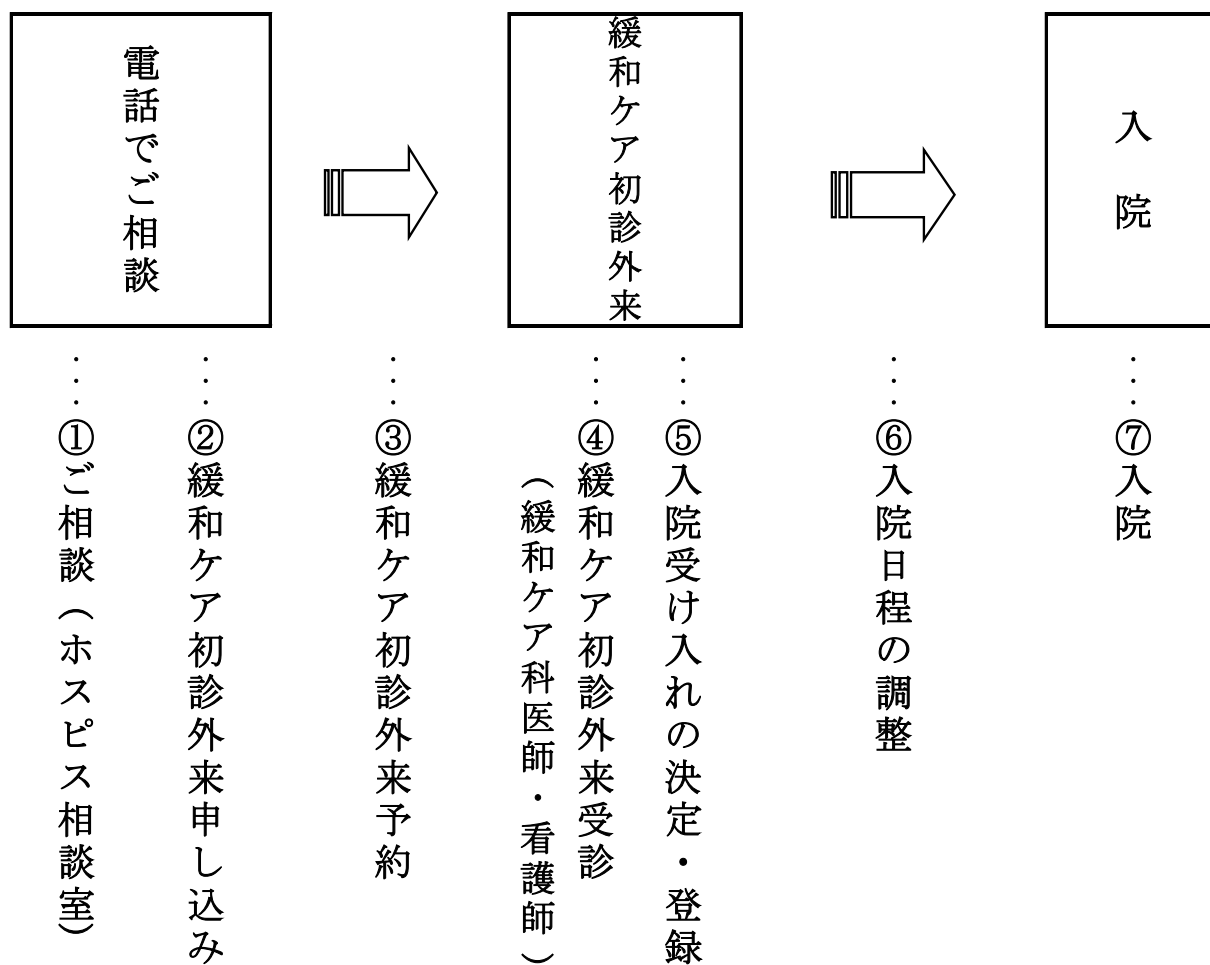 電話でご相談
緩和ケア初診外来
入院
…①ご相談（ホスピス相談室）
…②緩和ケア初診外来申し込み
…③緩和ケア初診外来予約
…④緩和ケア初診外来受診
（緩和ケア科医師・看護師）
…⑤入院受け入れの決定・登録
…⑥入院日程の調整
…⑦入院